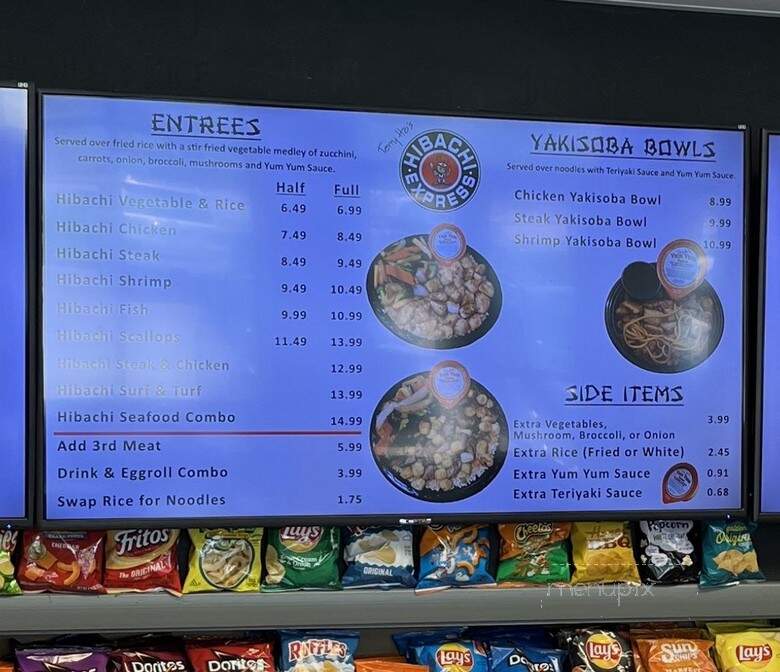 ENTREES
Served over fried rice with a stir fried vegetable medley of zucchini,
carrots, onion, broccoli, mushrooms and Yum Yum Sauce.
Half Full
Hibachi Vegetable & Rice 6.49 6.99
Hibachi Chicken 7.49 8.49
Hibachi Steak 8.49 9.49
Hibachi Shrimp 9.49 10.49
Hibachi Fish 9.99 10.99
Hibachi Scallops 11.49 13.99
Hibachi Steak & Chicken 12.99
Hibachi Surf & Turf 13.99
Hibachi Seafood Combo 14.99
Add 3rd Meat 5.99
Drink & Eggroll Combo 3.99
Swap Rice for Noodles 1.75
Tony Ho's
HIBACHI
EXPRESS
YAKISOBA BOWLS
Served over noodles with Teriyaki Sauce and Yum Yum Sauce.
Chicken Yakisoba Bowl 8.99
Steak Yakisoba Bowl 9.99
Shrimp Yakisoba Bowl 10.99
SIDE ITEMS
Extra Vegetables, 3.99
Mushroom, Broccoli, or Onion
Extra Rice (Fried or White) 2.45
Extra Yum Yum Sauce 0.91
Extra Teriyaki Sauce 0.68
Fritos
The ORIGINAL
Lay's
ORIGINAL
Cheetos
BBQ
Popcorn
Original
menupix
Doritos
Doritos
RUFFLES
Lay's
Lay's
SUN CHIPS
Lay's